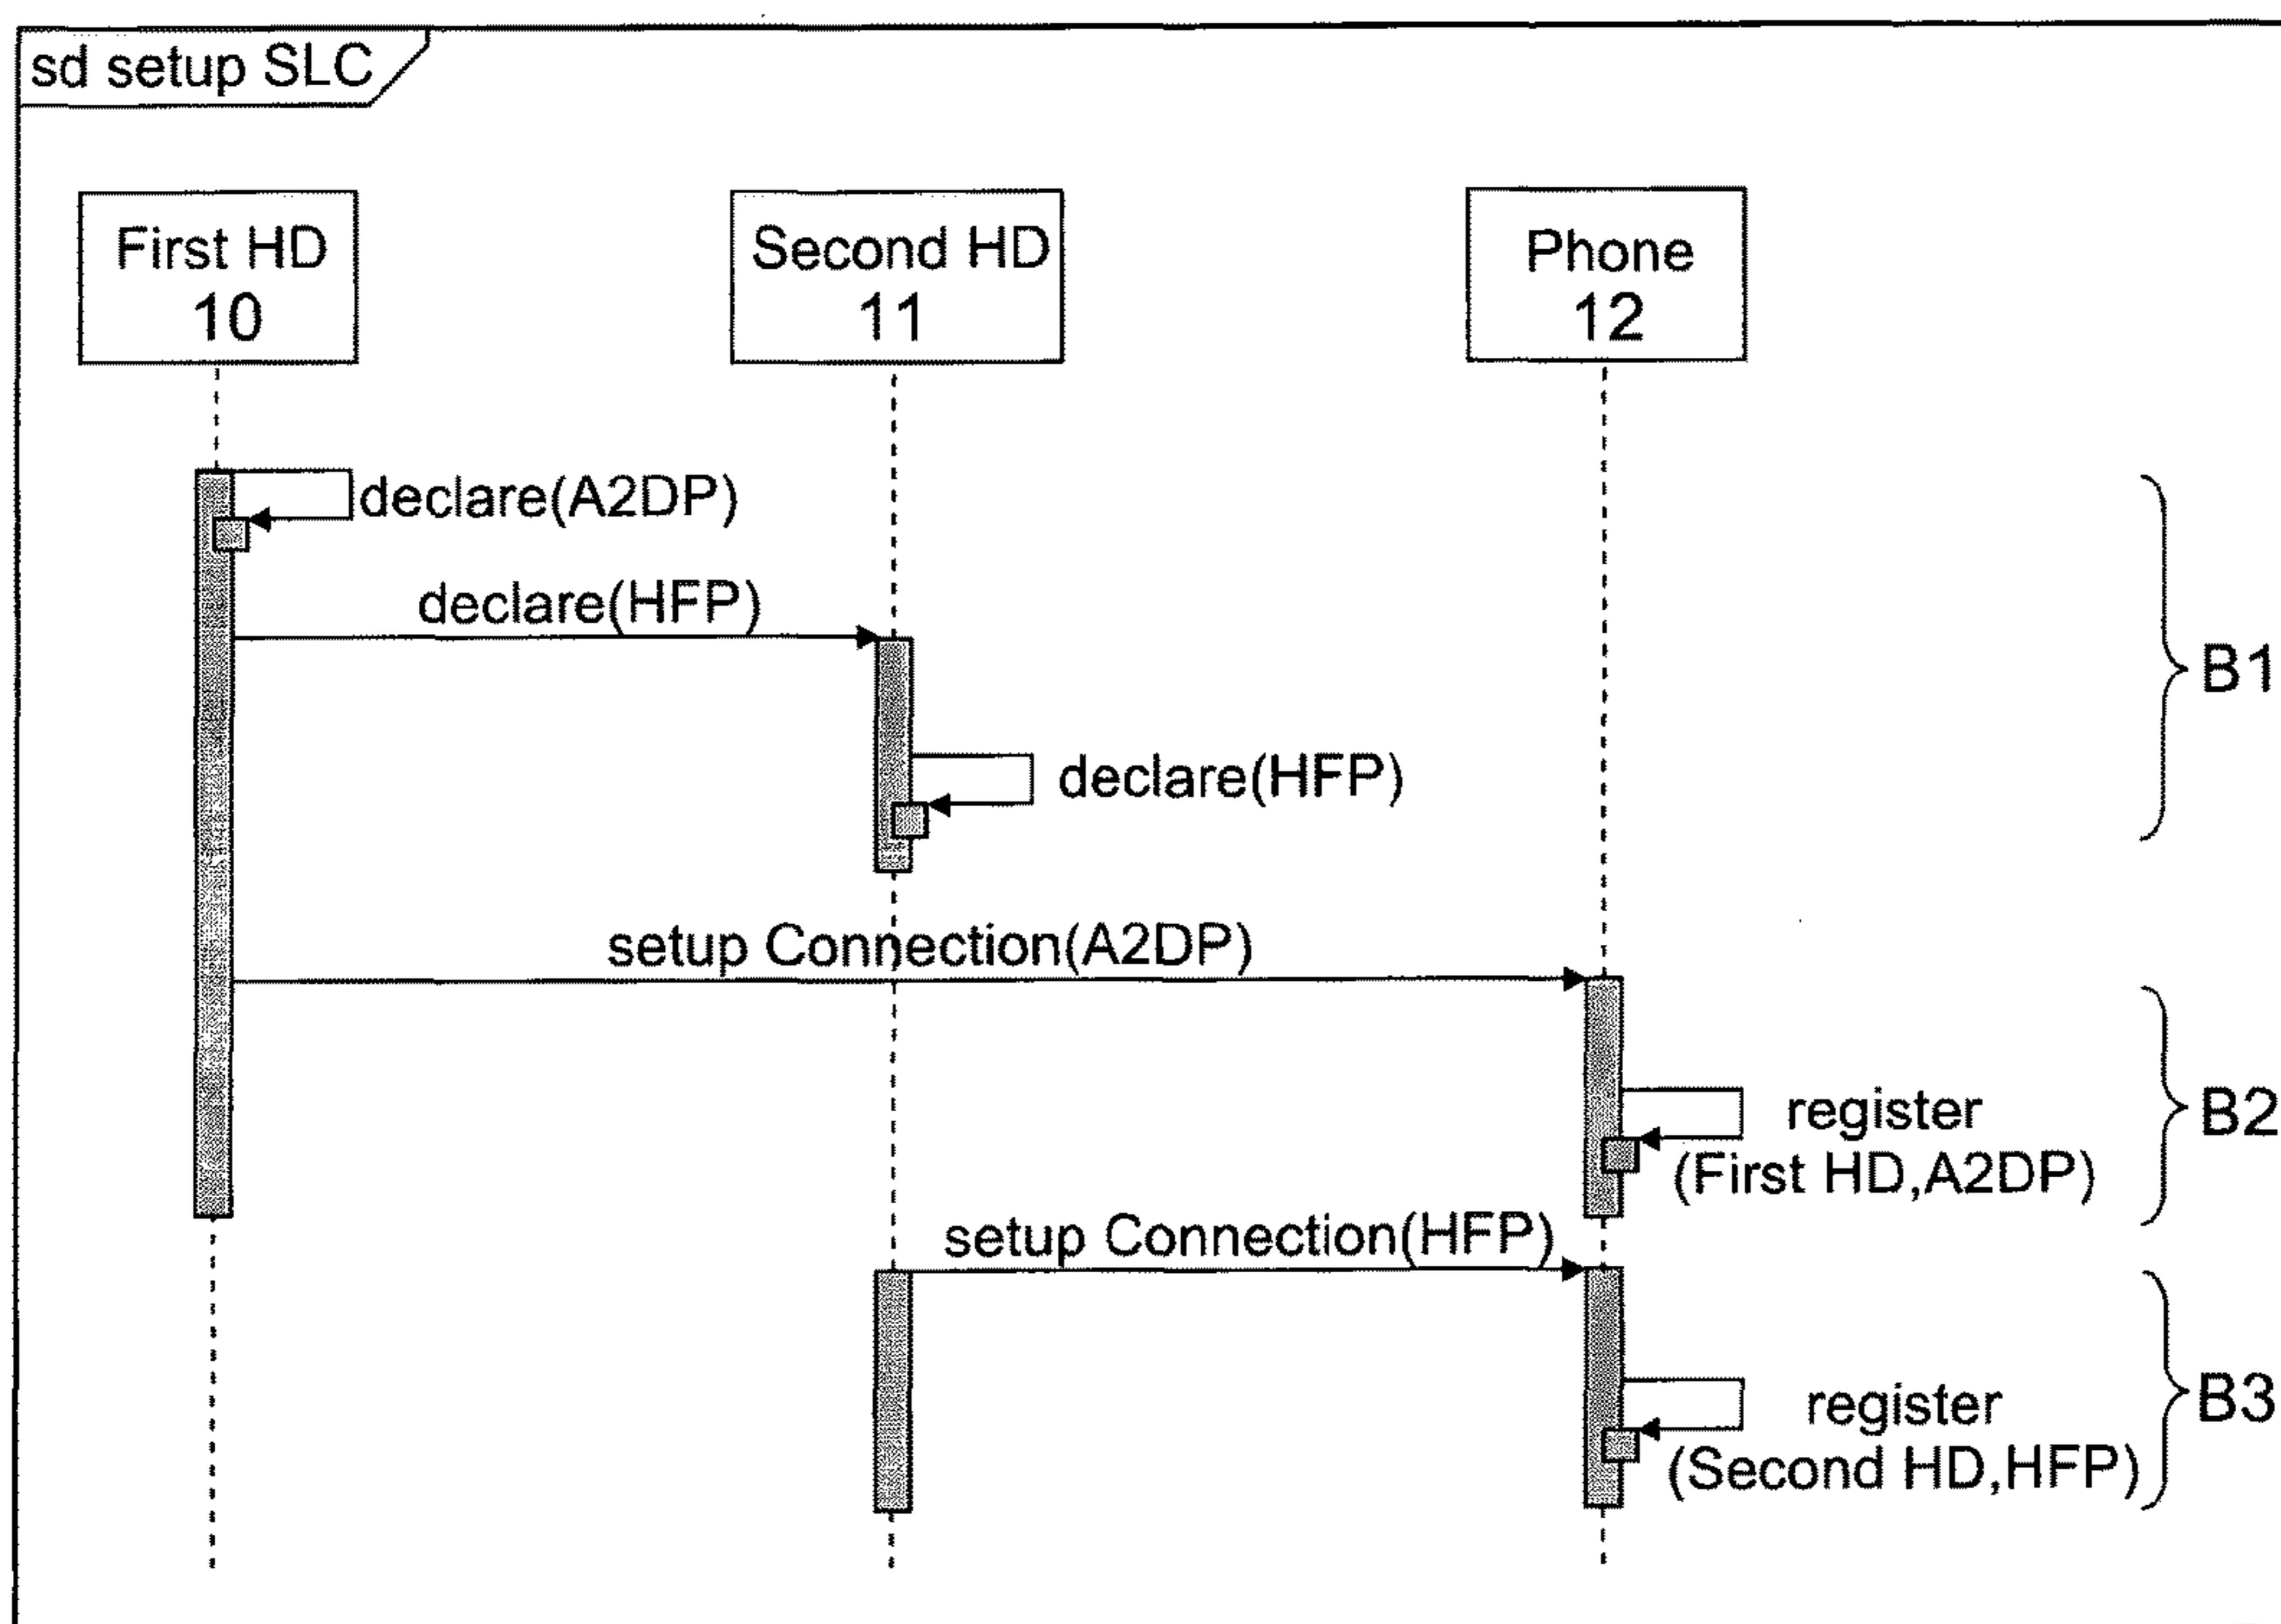 sd setup SLC
First HD
10
Second HD
11
Phone
12
declare(A2DP)
declare(HFP)
B1
declare(HFP)
setup Connection(A2DP)
register
(First HD,A2DP)
B2
setup Connection(HFP)
register
(Second HD,HFP)
B3